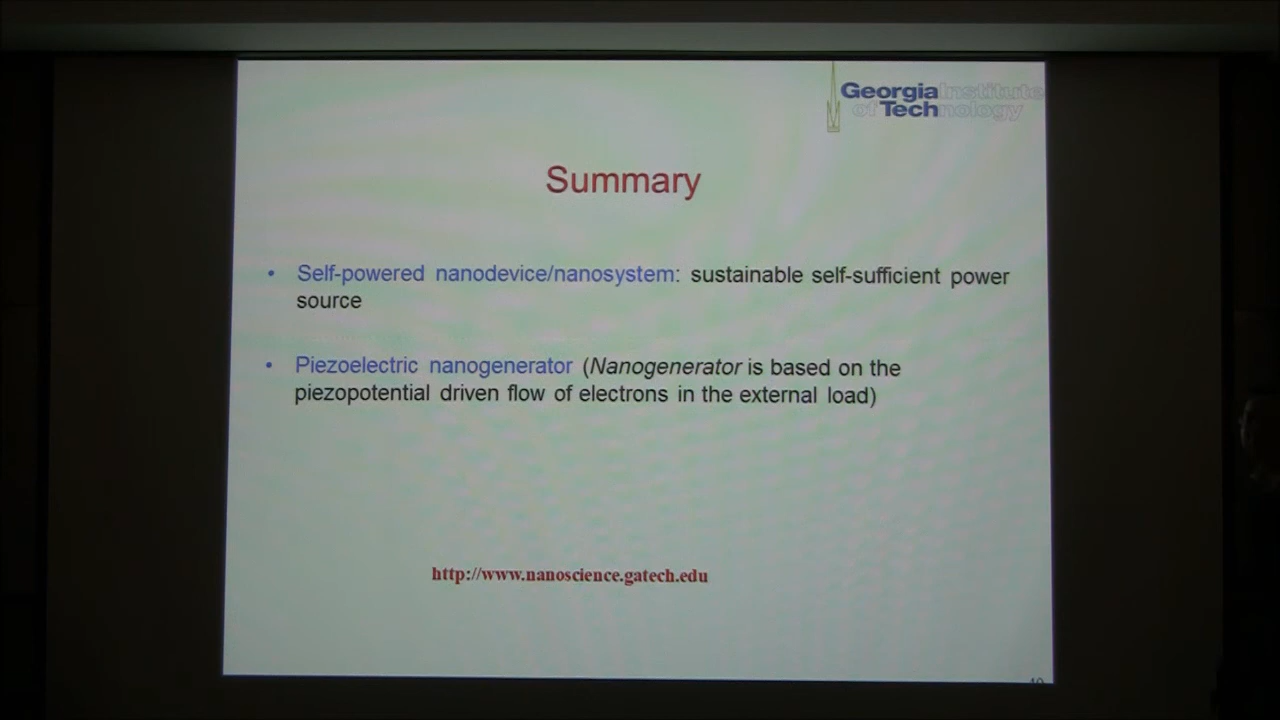 Georgia Institute
of Technology
Summary
• Self-powered nanodevice/nanosystem: sustainable self-sufficient power
source
• Piezoelectric nanogenerator (Nanogenerator is based on the
piezopotential driven flow of electrons in the external load)
http://www.nanoscience.gatech.edu